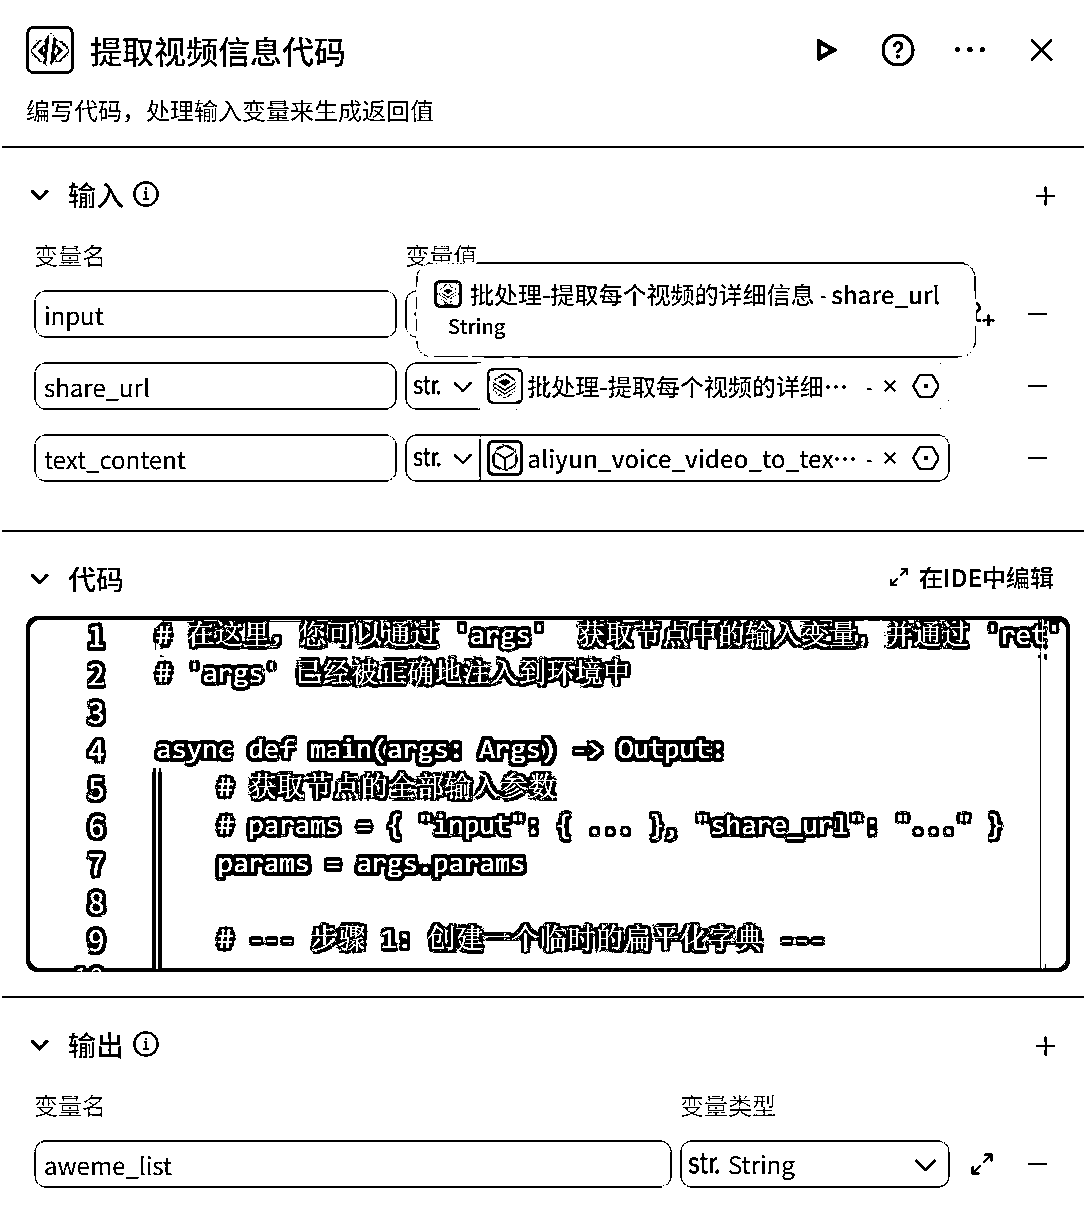 提取视频信息代码
编写代码，处理输入变量来生成返回值
输入
变量名 变量值
input
批处理-提取每个视频的详细信息 - share_url
String
share_url str. 批处理-提取每个视频的详细… -
text_content str. aliyun_voice_video_to_tex… -
代码 在IDE中编辑
1 # 在这里，您可以通过 'args' 获取节点中的输入变量，并通过 'ret'
2 # 'args' 已经被正确地注入到环境中
3
4 async def main(args: Args) -> Output:
5 # 获取节点的全部输入参数
6 # params = { "input": { ... }, "share_url": "..." }
7 params = args.params
8
9 # --- 步骤 1: 创建一个临时的扁平化字典 ---
输出
变量名 变量类型
aweme_list str. String